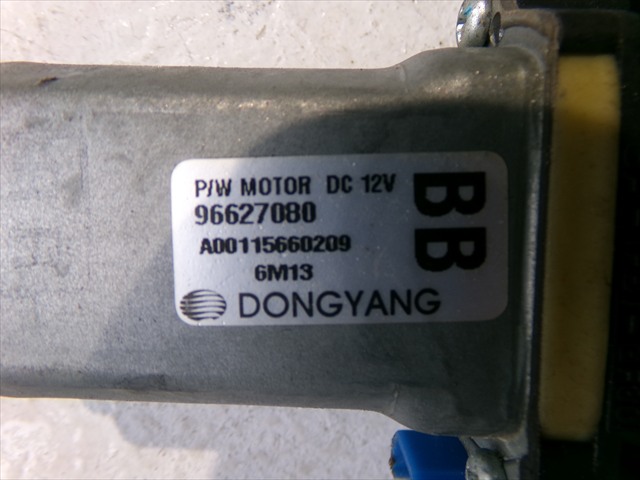 P/W MOTOR DC 12V
96627080
A00115660209
6M13
DONGYANG
BB